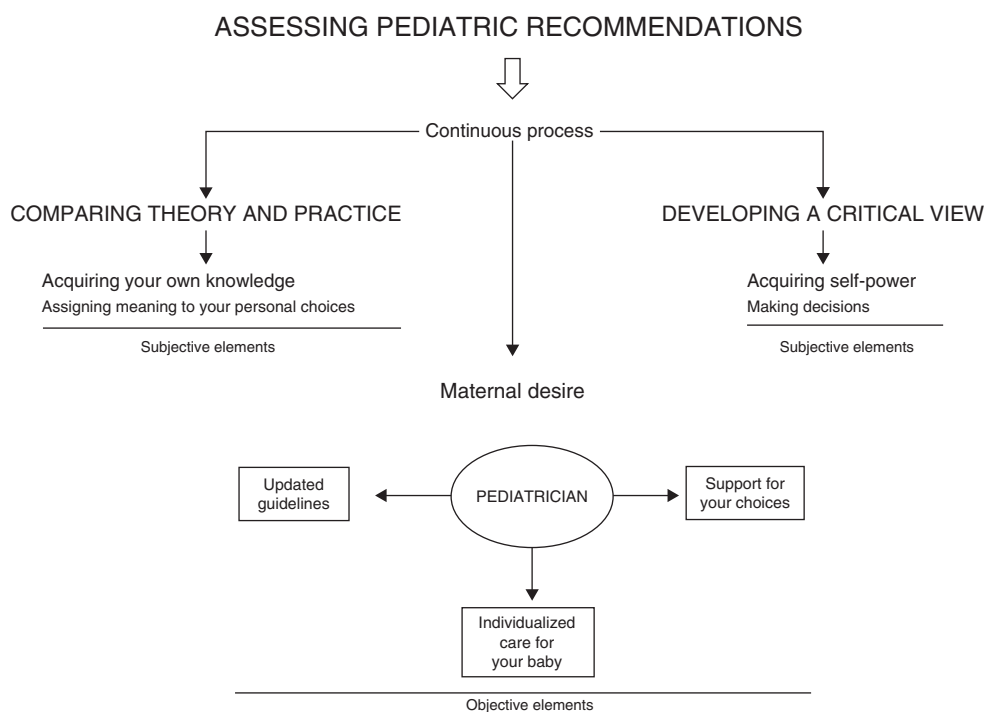 ASSESSING PEDIATRIC RECOMMENDATIONS
Continuous process
COMPARING THEORY AND PRACTICE
Acquiring your own knowledge
Assigning meaning to your personal choices
Subjective elements
DEVELOPING A CRITICAL VIEW
Acquiring self-power
Making decisions
Subjective elements
Maternal desire
Updated
guidelines
PEDIATRICIAN
Support for
your choices
Individualized
care for
your baby
Objective elements